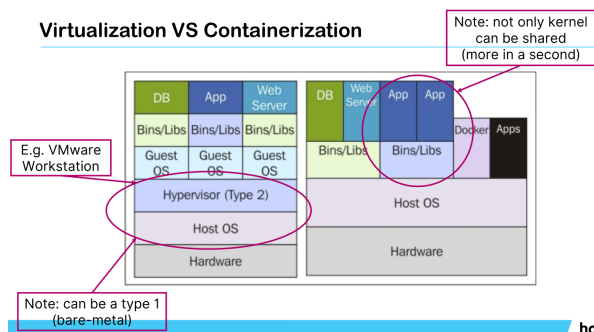 Virtualization VS Containerization
Note: not only kernel
can be shared
(more in a second)
E.g. VMware
Workstation
DB
App
Web
Server
Bins/Libs
Bins/Libs
Bins/Libs
Guest
OS
Guest
OS
Guest
OS
Hypervisor (Type 2)
Host OS
Hardware
DB
Web
Server
App
App
Bins/Libs
Bins/Libs
Docker
Apps
Host OS
Hardware
Note: can be a type 1
(bare-metal)